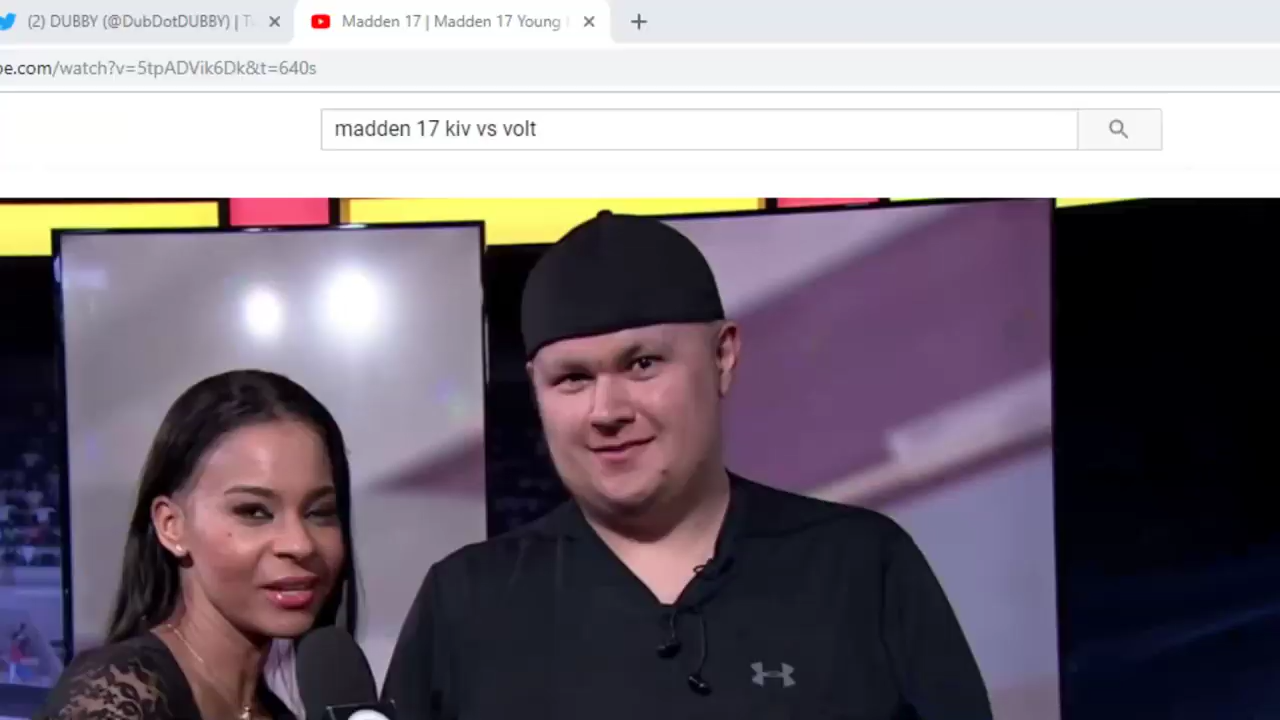 (2) DUBBY (@DubDotDUBBY) | T
Madden 17 | Madden 17 Young
be.com/watch?v=5tpADVik6Dk&t=640s
madden 17 kiv vs volt